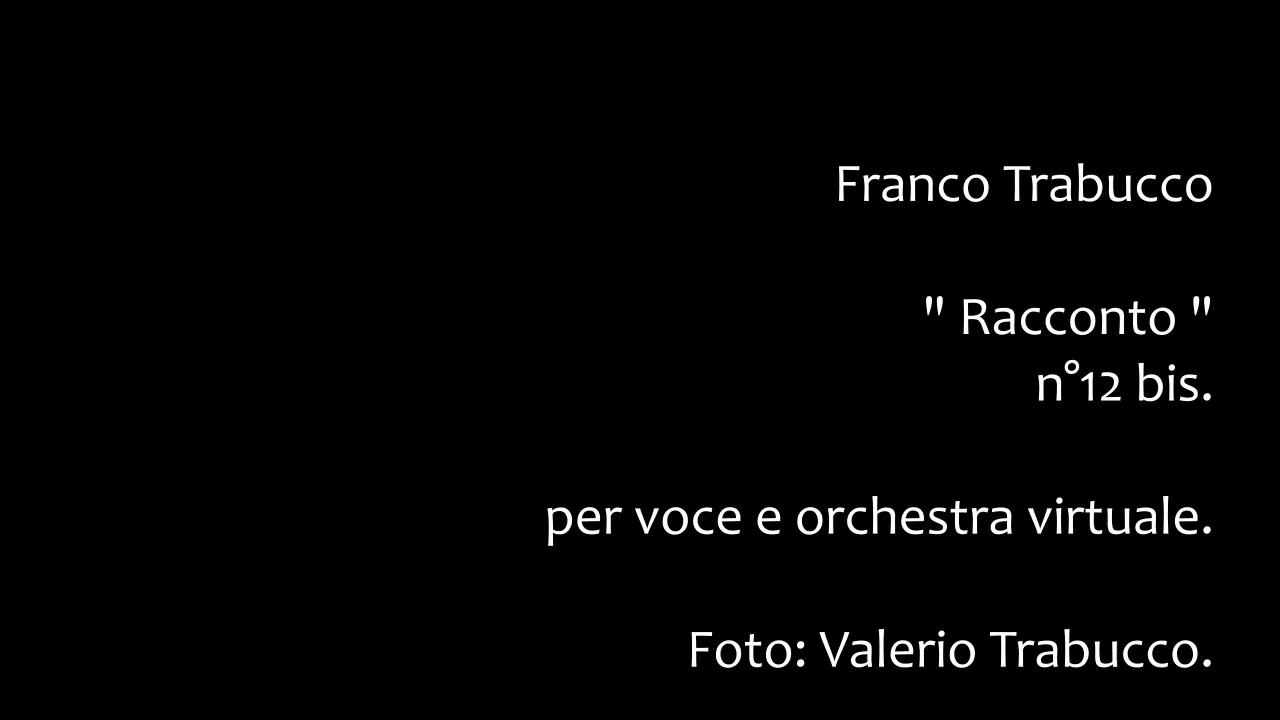 Franco Trabucco
" Racconto "
n°12 bis.
per voce e orchestra virtuale.
Foto: Valerio Trabucco.